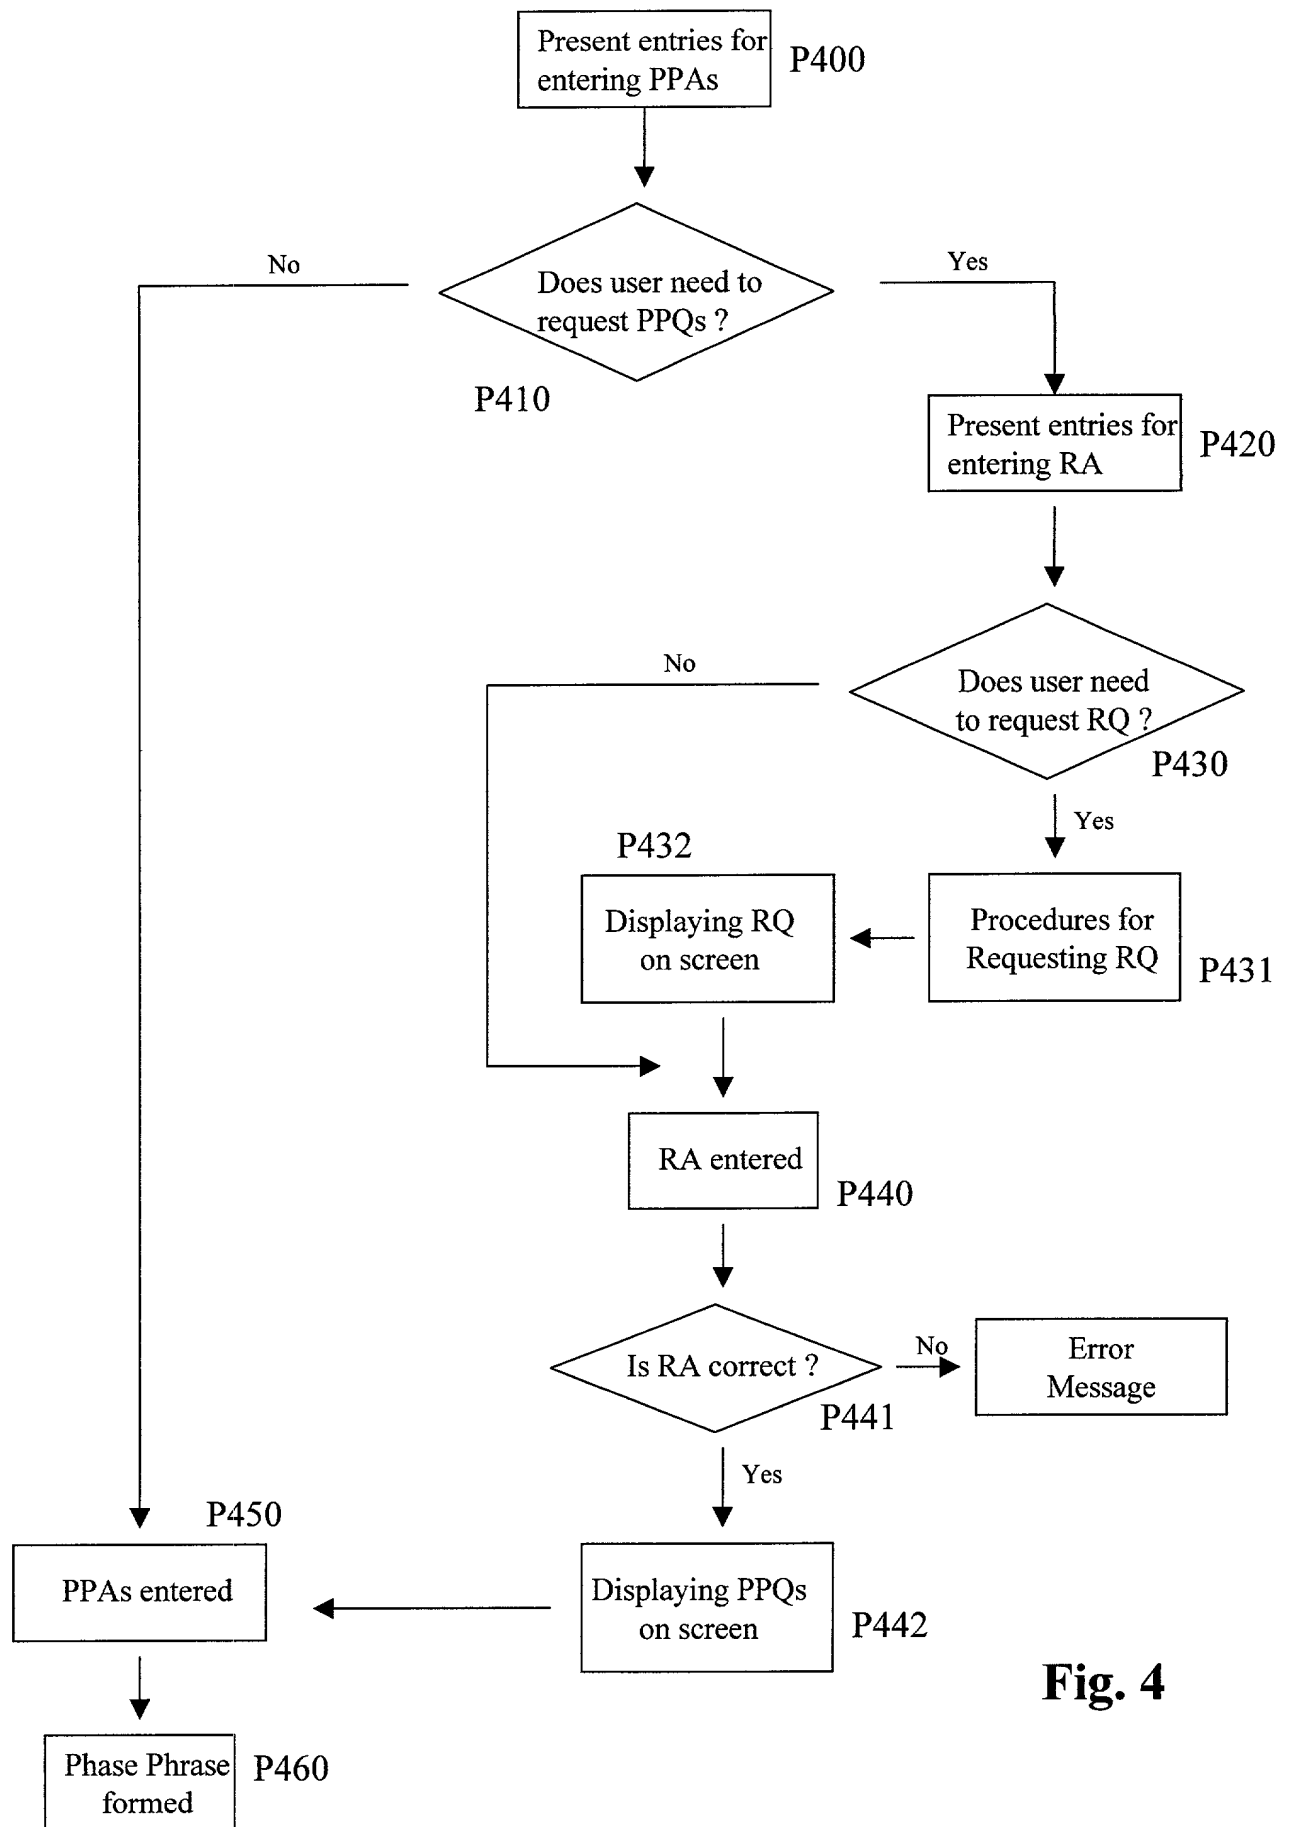 Present entries for
entering PPAs
P400
No
Yes
Does user need to
request PPQs ?
P410
Present entries for
entering RA
P420
No
Does user need
to request RQ ?
P430
Yes
P432
Displaying RQ
on screen
Procedures for
Requesting RQ
P431
RA entered
P440
Is RA correct ?
No
Error
Message
P441
Yes
P450
PPAs entered
Displaying PPQs
on screen
P442
Fig. 4
Phase Phrase
formed
P460